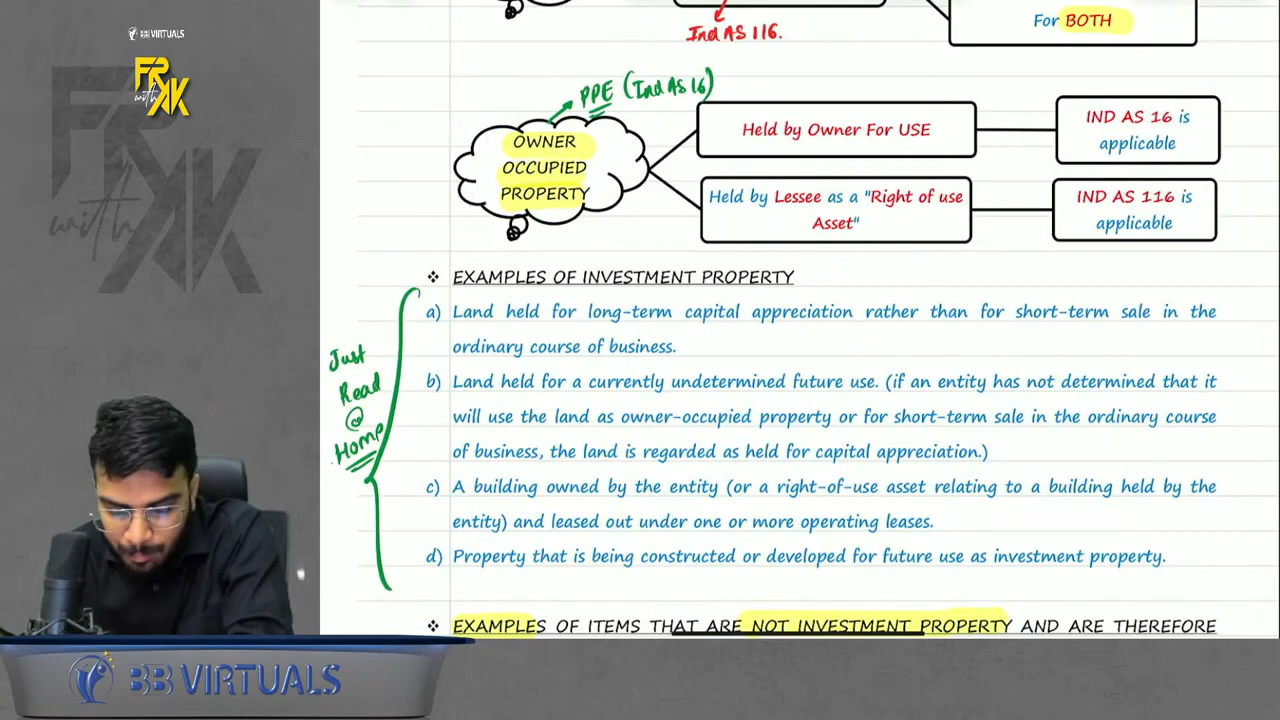 BB VIRTUALS
FR
with
AK
FR
with
AK
For BOTH
Ind AS 116.
PPE (Ind AS 16)
OWNER
OCCUPIED
PROPERTY
Held by Owner For USE
IND AS 16 is
applicable
Held by Lessee as a "Right of use
Asset"
IND AS 116 is
applicable
❖ EXAMPLES OF INVESTMENT PROPERTY
a) Land held for long-term capital appreciation rather than for short-term sale in the
ordinary course of business.
b) Land held for a currently undetermined future use. (if an entity has not determined that it
will use the land as owner-occupied property or for short-term sale in the ordinary course
of business, the land is regarded as held for capital appreciation.)
c) A building owned by the entity (or a right-of-use asset relating to a building held by the
entity) and leased out under one or more operating leases.
d) Property that is being constructed or developed for future use as investment property.
Just
Read
@
Home
❖ EXAMPLES OF ITEMS THAT ARE NOT INVESTMENT PROPERTY AND ARE THEREFORE
BB VIRTUALS